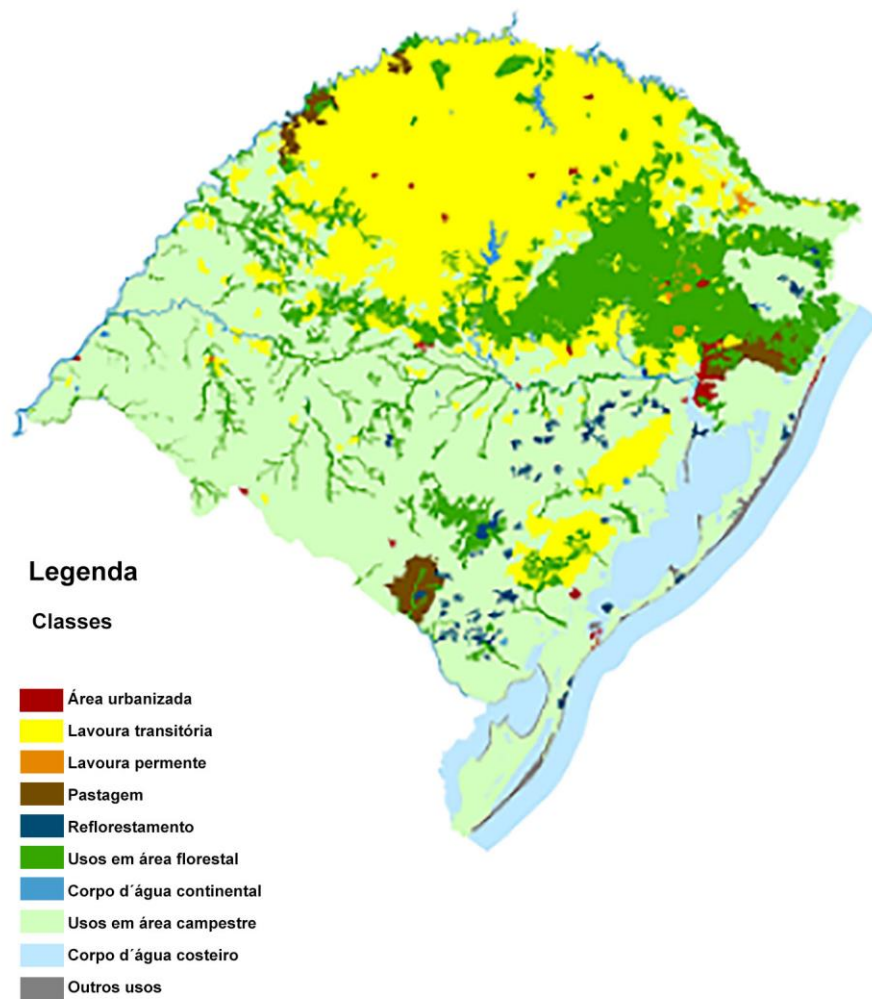 Legenda
Classes
Área urbanizada
Lavoura transitória
Lavoura permente
Pastagem
Reflorestamento
Usos em área florestal
Corpo d´água continental
Usos em área campestre
Corpo d´água costeiro
Outros usos